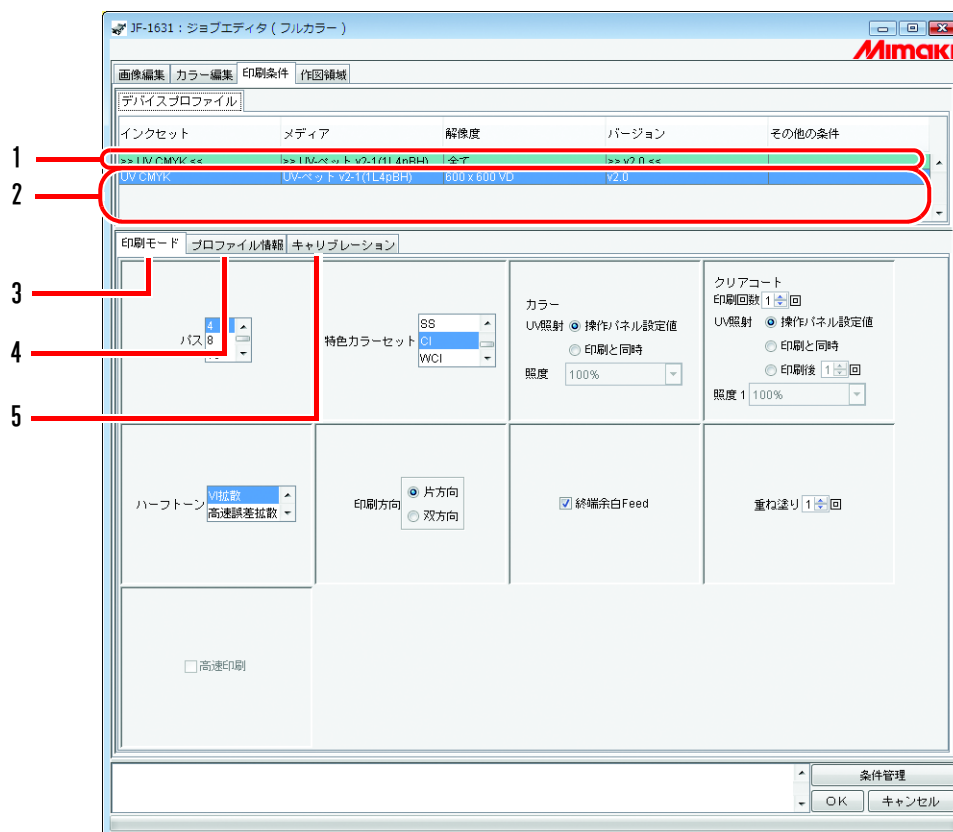 JF-1631 : ジョブエディタ ( フルカラー )
Mimaki
画像編集 カラー編集 印刷条件 作図領域
デバイスプロファイル
インクセット メディア 解像度 バージョン その他の条件
1
>> UV CMYK << >> UV-ペット v2-1(1L4pBH) 全て >> v2.0 <<
2
UV CMYK UV-ペット v2-1(1L4pBH) 600 x 600 VD v2.0
印刷モード プロファイル情報 キャリブレーション
3
4
5
パス
4
8
特色カラーセット
SS
CI
WCI
カラー
UV照射 操作パネル設定値
印刷と同時
照度 100%
クリアコート
印刷回数 1 回
UV照射 操作パネル設定値
印刷と同時
印刷後 1 回
照度 1 100%
ハーフトーン
VI拡散
高速誤差拡散
印刷方向
片方向
双方向
終端余白Feed
重ね塗り 1 回
高速印刷
条件管理
OK キャンセル